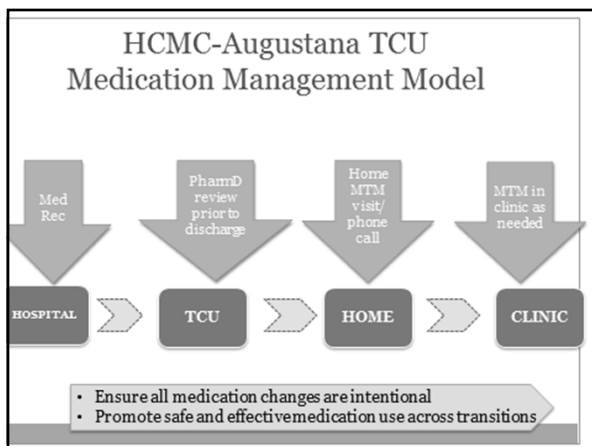 HCMC-Augustana TCU
Medication Management Model
Med
Rec
PharmD
review
prior to
discharge
Home
MTM
visit/
phone
call
MTM in
clinic as
needed
HOSPITAL
TCU
HOME
CLINIC
• Ensure all medication changes are intentional
• Promote safe and effective medication use across transitions